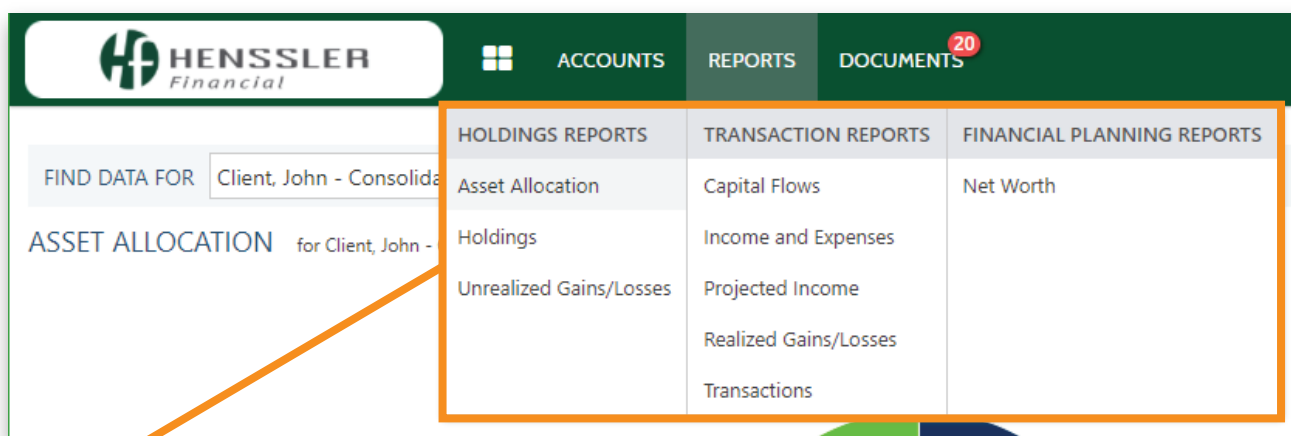 HENSSLER
Financial
ACCOUNTS REPORTS DOCUMENTS 20
HOLDINGS REPORTS TRANSACTION REPORTS FINANCIAL PLANNING REPORTS
FIND DATA FOR Client, John - Consolida
Asset Allocation Capital Flows Net Worth
ASSET ALLOCATION for Client, John -
Holdings Income and Expenses
Unrealized Gains/Losses Projected Income
Realized Gains/Losses
Transactions